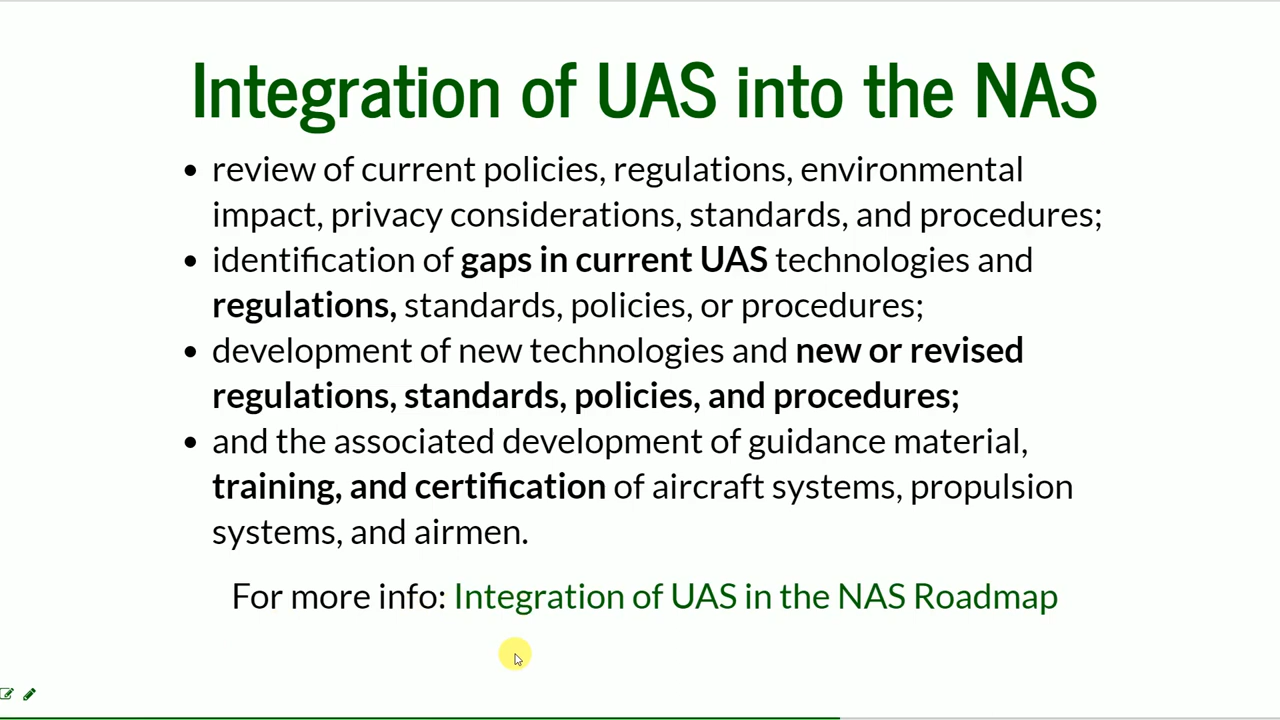 Integration of UAS into the NAS
• review of current policies, regulations, environmental
impact, privacy considerations, standards, and procedures;
• identification of gaps in current UAS technologies and
regulations, standards, policies, or procedures;
• development of new technologies and new or revised
regulations, standards, policies, and procedures;
• and the associated development of guidance material,
training, and certification of aircraft systems, propulsion
systems, and airmen.
For more info: Integration of UAS in the NAS Roadmap